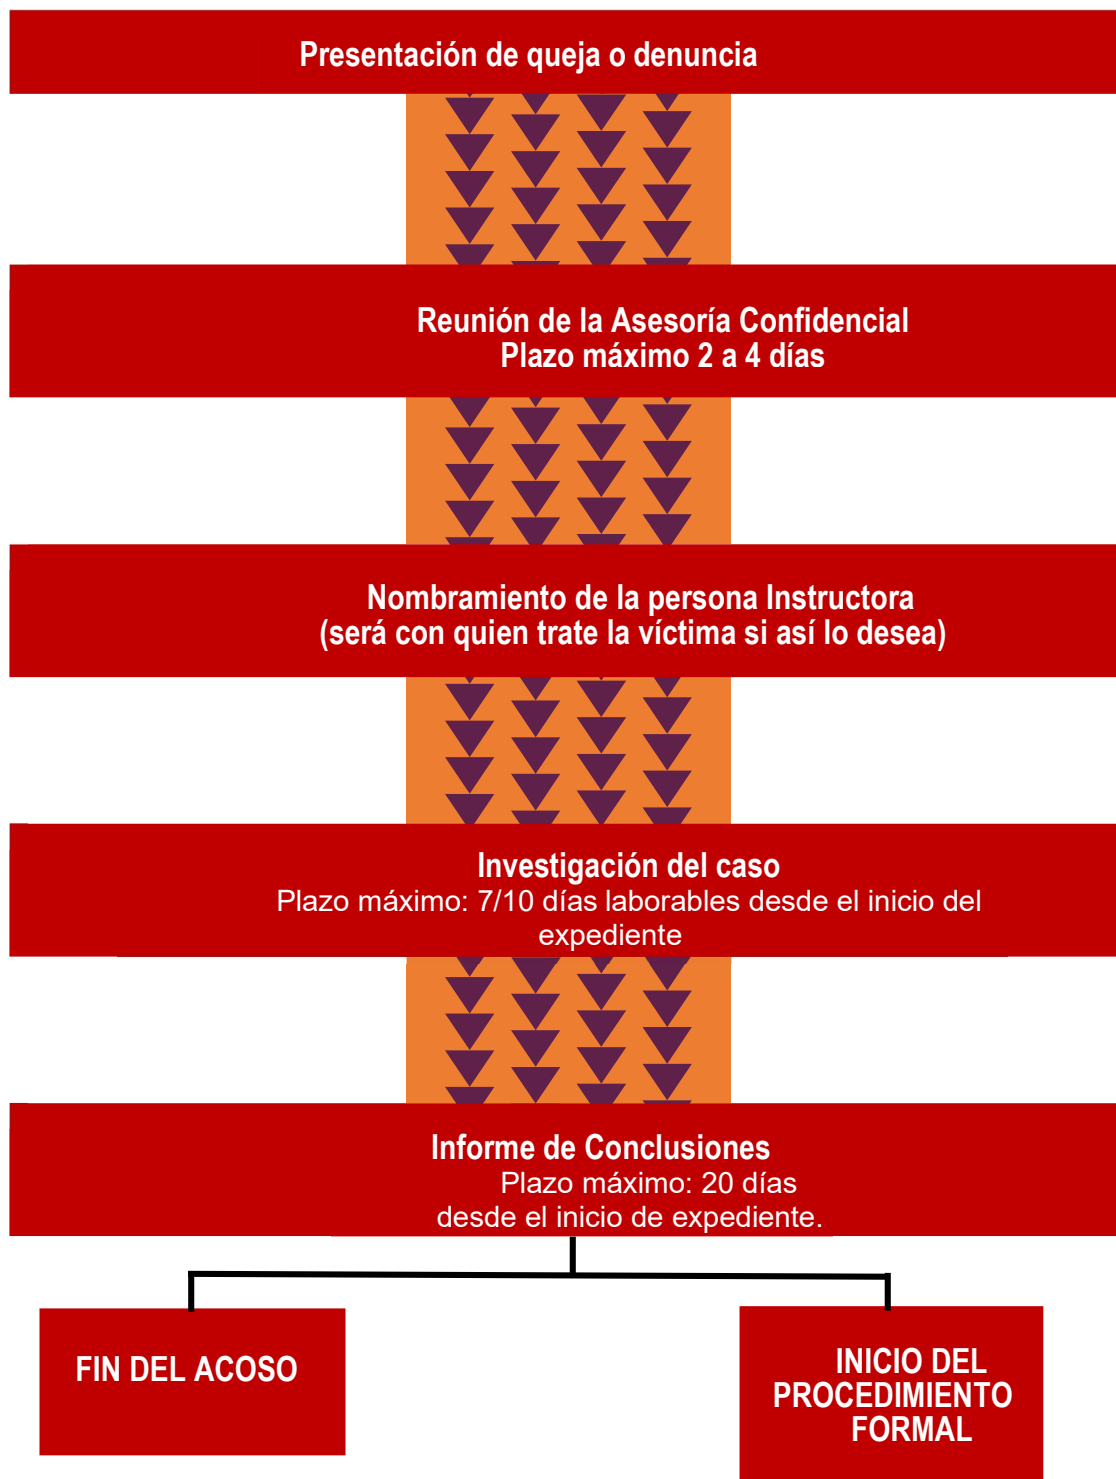 Presentación de queja o denuncia
Reunión de la Asesoría Confidencial
Plazo máximo 2 a 4 días
Nombramiento de la persona Instructora
(será con quien trate la víctima si así lo desea)
Investigación del caso
Plazo máximo: 7/10 días laborables desde el inicio del
expediente
Informe de Conclusiones
Plazo máximo: 20 días
desde el inicio de expediente.
FIN DEL ACOSO
INICIO DEL
PROCEDIMIENTO
FORMAL